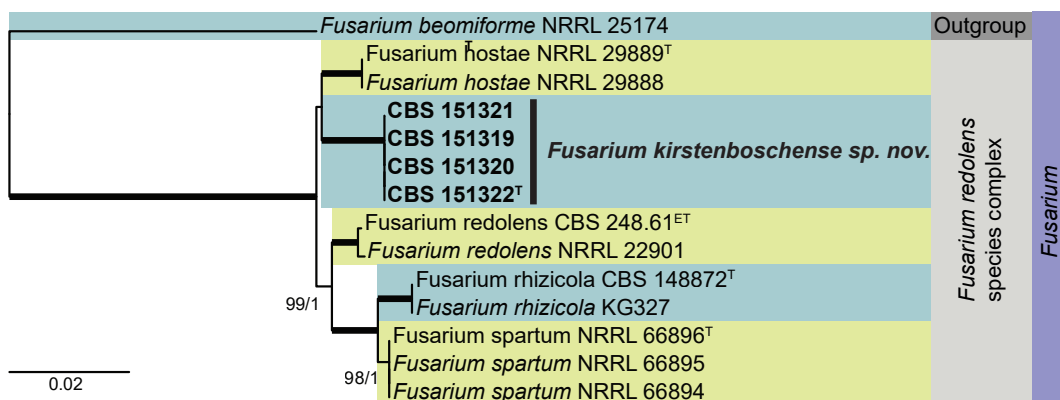 Fusarium beomiforme NRRL 25174
Outgroup
Fusarium hostae NRRL 29889T
T
Fusarium hostae NRRL 29888
CBS 151321
CBS 151319
CBS 151320
CBS 151322T
Fusarium kirstenboschense sp. nov.
Fusarium redolens CBS 248.61ET
Fusarium redolens NRRL 22901
Fusarium rhizicola CBS 148872T
Fusarium rhizicola KG327
Fusarium spartum NRRL 66896T
Fusarium spartum NRRL 66895
Fusarium spartum NRRL 66894
99/1
98/1
0.02
Fusarium redolens
species complex
Fusarium